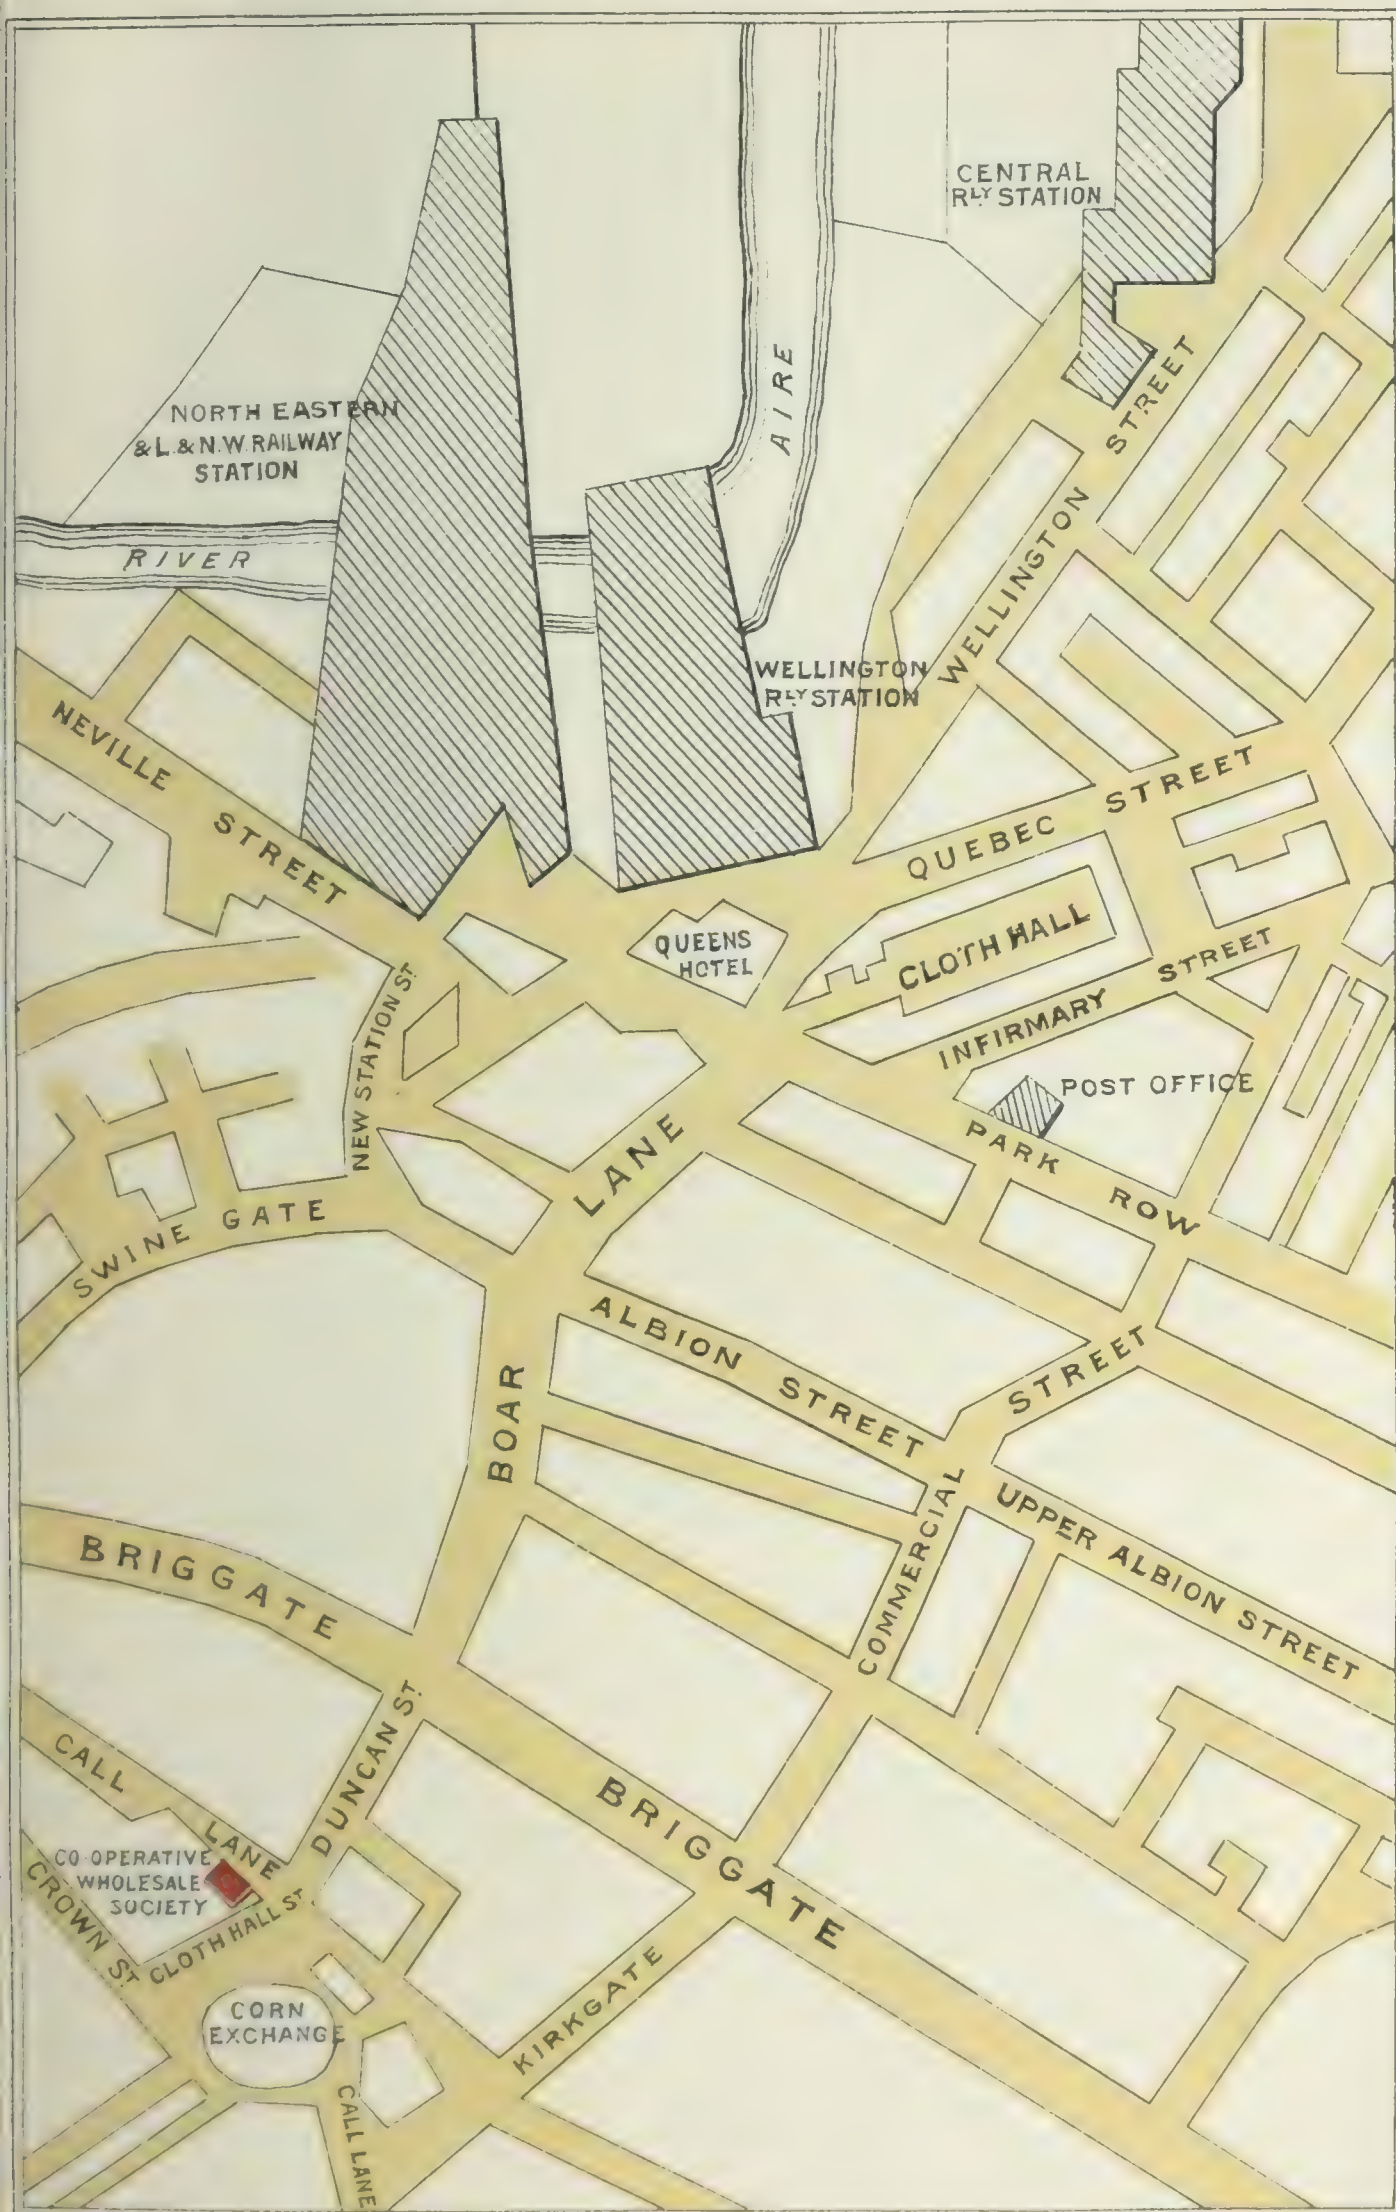 CENTRAL
RLY STATION
NORTH EASTERN
& L. & N. W. RAILWAY
STATION
RIVER
AIRE
WELLINGTON STREET
WELLINGTON
RLY STATION
NEVILLE STREET
QUEBEC STREET
QUEENS
HOTEL
CLOTH HALL
INFIRMARY STREET
NEW STATION ST.
POST OFFICE
PARK ROW
SWINE GATE
BOAR LANE
ALBION STREET
COMMERCIAL STREET
UPPER ALBION STREET
BRIGGATE
DUNCAN ST.
CALL LANE
BRIGGATE
CO OPERATIVE
WHOLESALE
SOCIETY
CROWN ST
CLOTH HALL ST.
CORN
EXCHANGE
KIRKGATE
CALL LANE